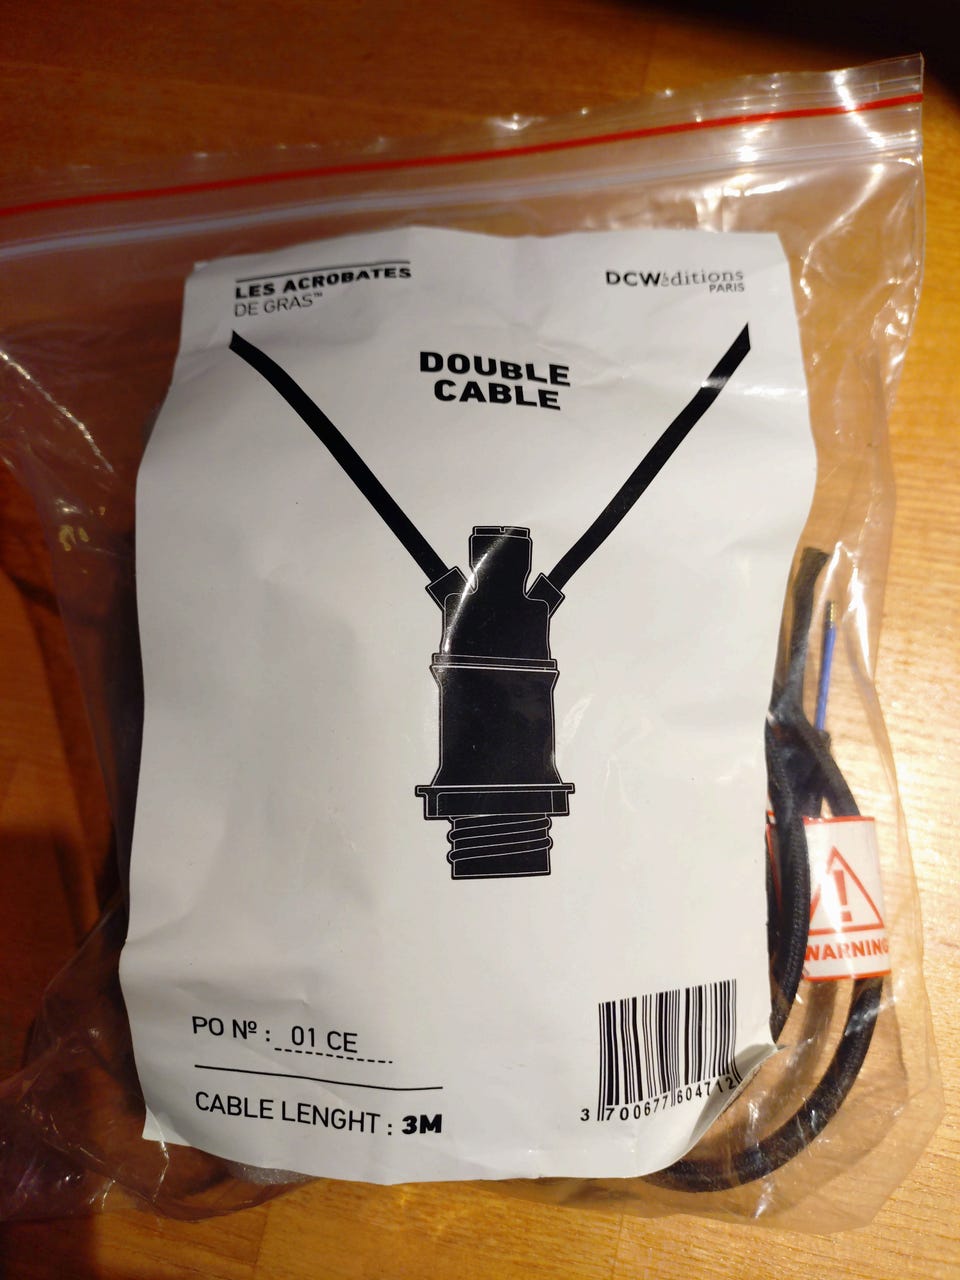 LES ACROBATES
DE GRAS™
DCWéditions
PARIS
DOUBLE
CABLE
WARNING
PO Nº : 01 CE
CABLE LENGHT : 3M
3 700677 604712